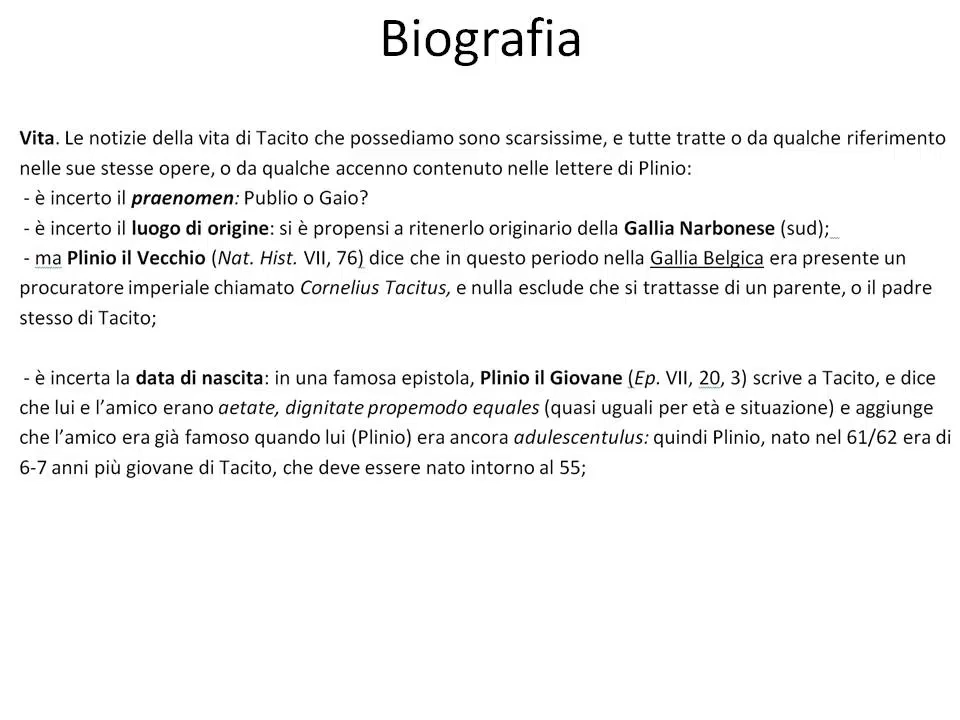 Biografia
Vita. Le notizie della vita di Tacito che possediamo sono scarsissime, e tutte tratte o da qualche riferimento
nelle sue stesse opere, o da qualche accenno contenuto nelle lettere di Plinio:
- è incerto il praenomen: Publio o Gaio?
- è incerto il luogo di origine: si è propensi a ritenerlo originario della Gallia Narbonese (sud);
- ma Plinio il Vecchio (Nat. Hist. VII, 76) dice che in questo periodo nella Gallia Belgica era presente un
procuratore imperiale chiamato Cornelius Tacitus, e nulla esclude che si trattasse di un parente, o il padre
stesso di Tacito;
- è incerta la data di nascita: in una famosa epistola, Plinio il Giovane (Ep. VII, 20, 3) scrive a Tacito, e dice
che lui e l’amico erano aetate, dignitate propemodo equales (quasi uguali per età e situazione) e aggiunge
che l’amico era già famoso quando lui (Plinio) era ancora adulescentulus: quindi Plinio, nato nel 61/62 era di
6-7 anni più giovane di Tacito, che deve essere nato intorno al 55;